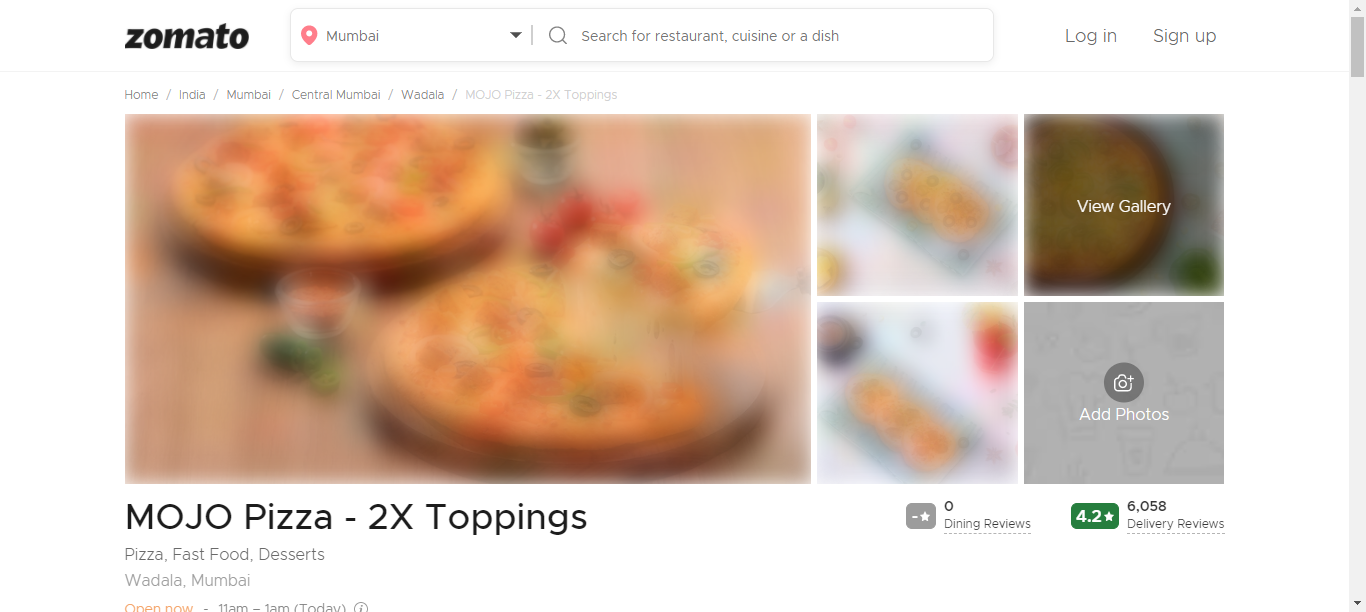 zomato
Mumbai
Search for restaurant, cuisine or a dish
Log in
Sign up
Home / India / Mumbai / Central Mumbai / Wadala / MOJO Pizza - 2X Toppings
View Gallery
Add Photos
MOJO Pizza - 2X Toppings
-★
0
Dining Reviews
4.2★
6,058
Delivery Reviews
Pizza, Fast Food, Desserts
Wadala, Mumbai
Open now - 11am – 1am (Today)